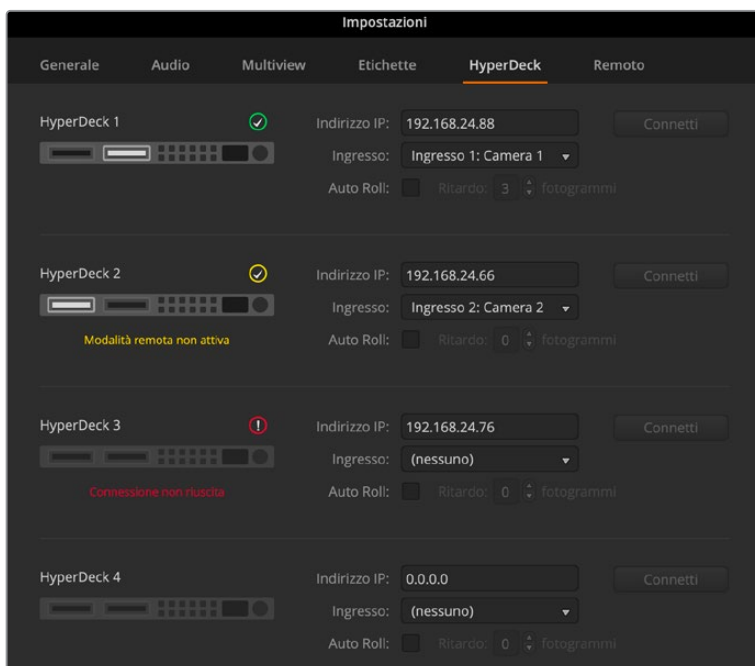 Impostazioni
Generale Audio Multiview Etichette HyperDeck Remoto
HyperDeck 1 Indirizzo IP: 192.168.24.88 Connetti
Ingresso: Ingresso 1: Camera 1
Auto Roll: Ritardo: 3 fotogrammi
HyperDeck 2 Indirizzo IP: 192.168.24.66 Connetti
Ingresso: Ingresso 2: Camera 2
Modalità remota non attiva Auto Roll: Ritardo: 0 fotogrammi
HyperDeck 3 Indirizzo IP: 192.168.24.76 Connetti
Ingresso: (nessuno)
Connessione non riuscita Auto Roll: Ritardo: 0 fotogrammi
HyperDeck 4 Indirizzo IP: 0.0.0.0 Connetti
Ingresso: (nessuno)
Auto Roll: Ritardo: 0 fotogrammi